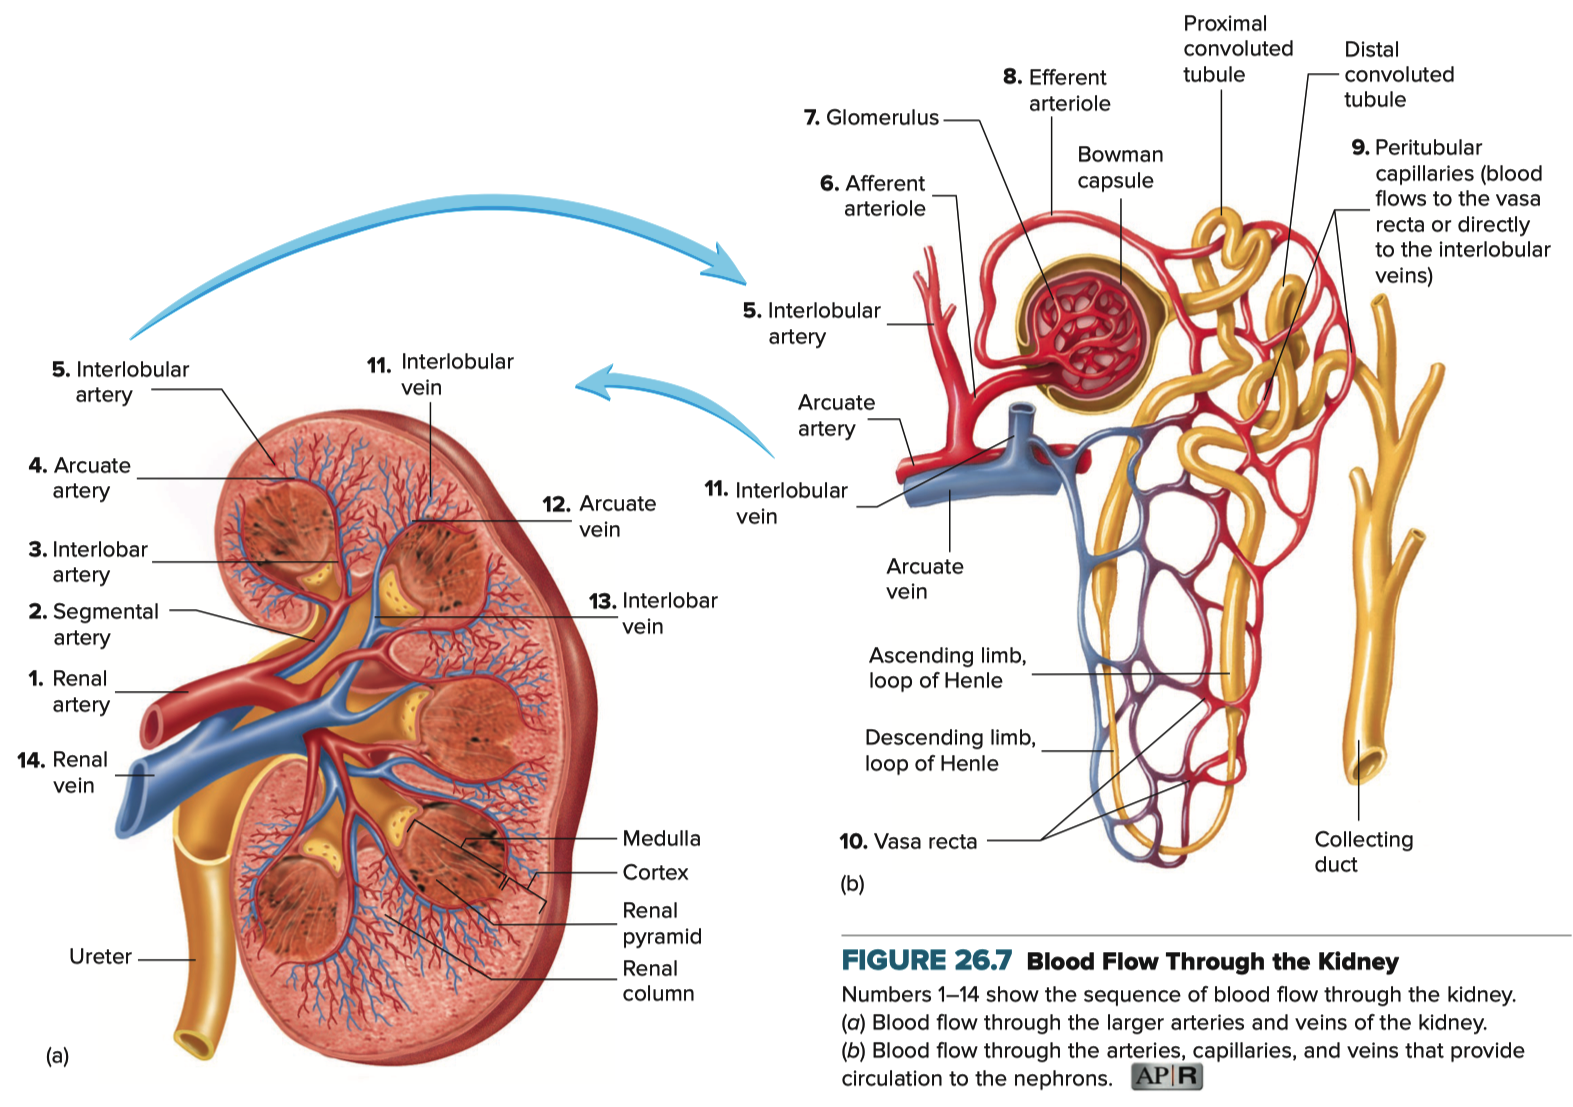 5. Interlobular
artery
11. Interlobular
vein
4. Arcuate
artery
12. Arcuate
vein
3. Interlobar
artery
13. Interlobar
vein
2. Segmental
artery
1. Renal
artery
14. Renal
vein
Medulla
Cortex
Renal
pyramid
Renal
column
Ureter
(a)
Proximal
convoluted
tubule
Distal
convoluted
tubule
8. Efferent
arteriole
7. Glomerulus
Bowman
capsule
9. Peritubular
capillaries (blood
flows to the vasa
recta or directly
to the interlobular
veins)
6. Afferent
arteriole
5. Interlobular
artery
Arcuate
artery
11. Interlobular
vein
Arcuate
vein
Ascending limb,
loop of Henle
Descending limb,
loop of Henle
10. Vasa recta
Collecting
duct
(b)
FIGURE 26.7 Blood Flow Through the Kidney
Numbers 1–14 show the sequence of blood flow through the kidney.
(a) Blood flow through the larger arteries and veins of the kidney.
(b) Blood flow through the arteries, capillaries, and veins that provide
circulation to the nephrons. AP|R